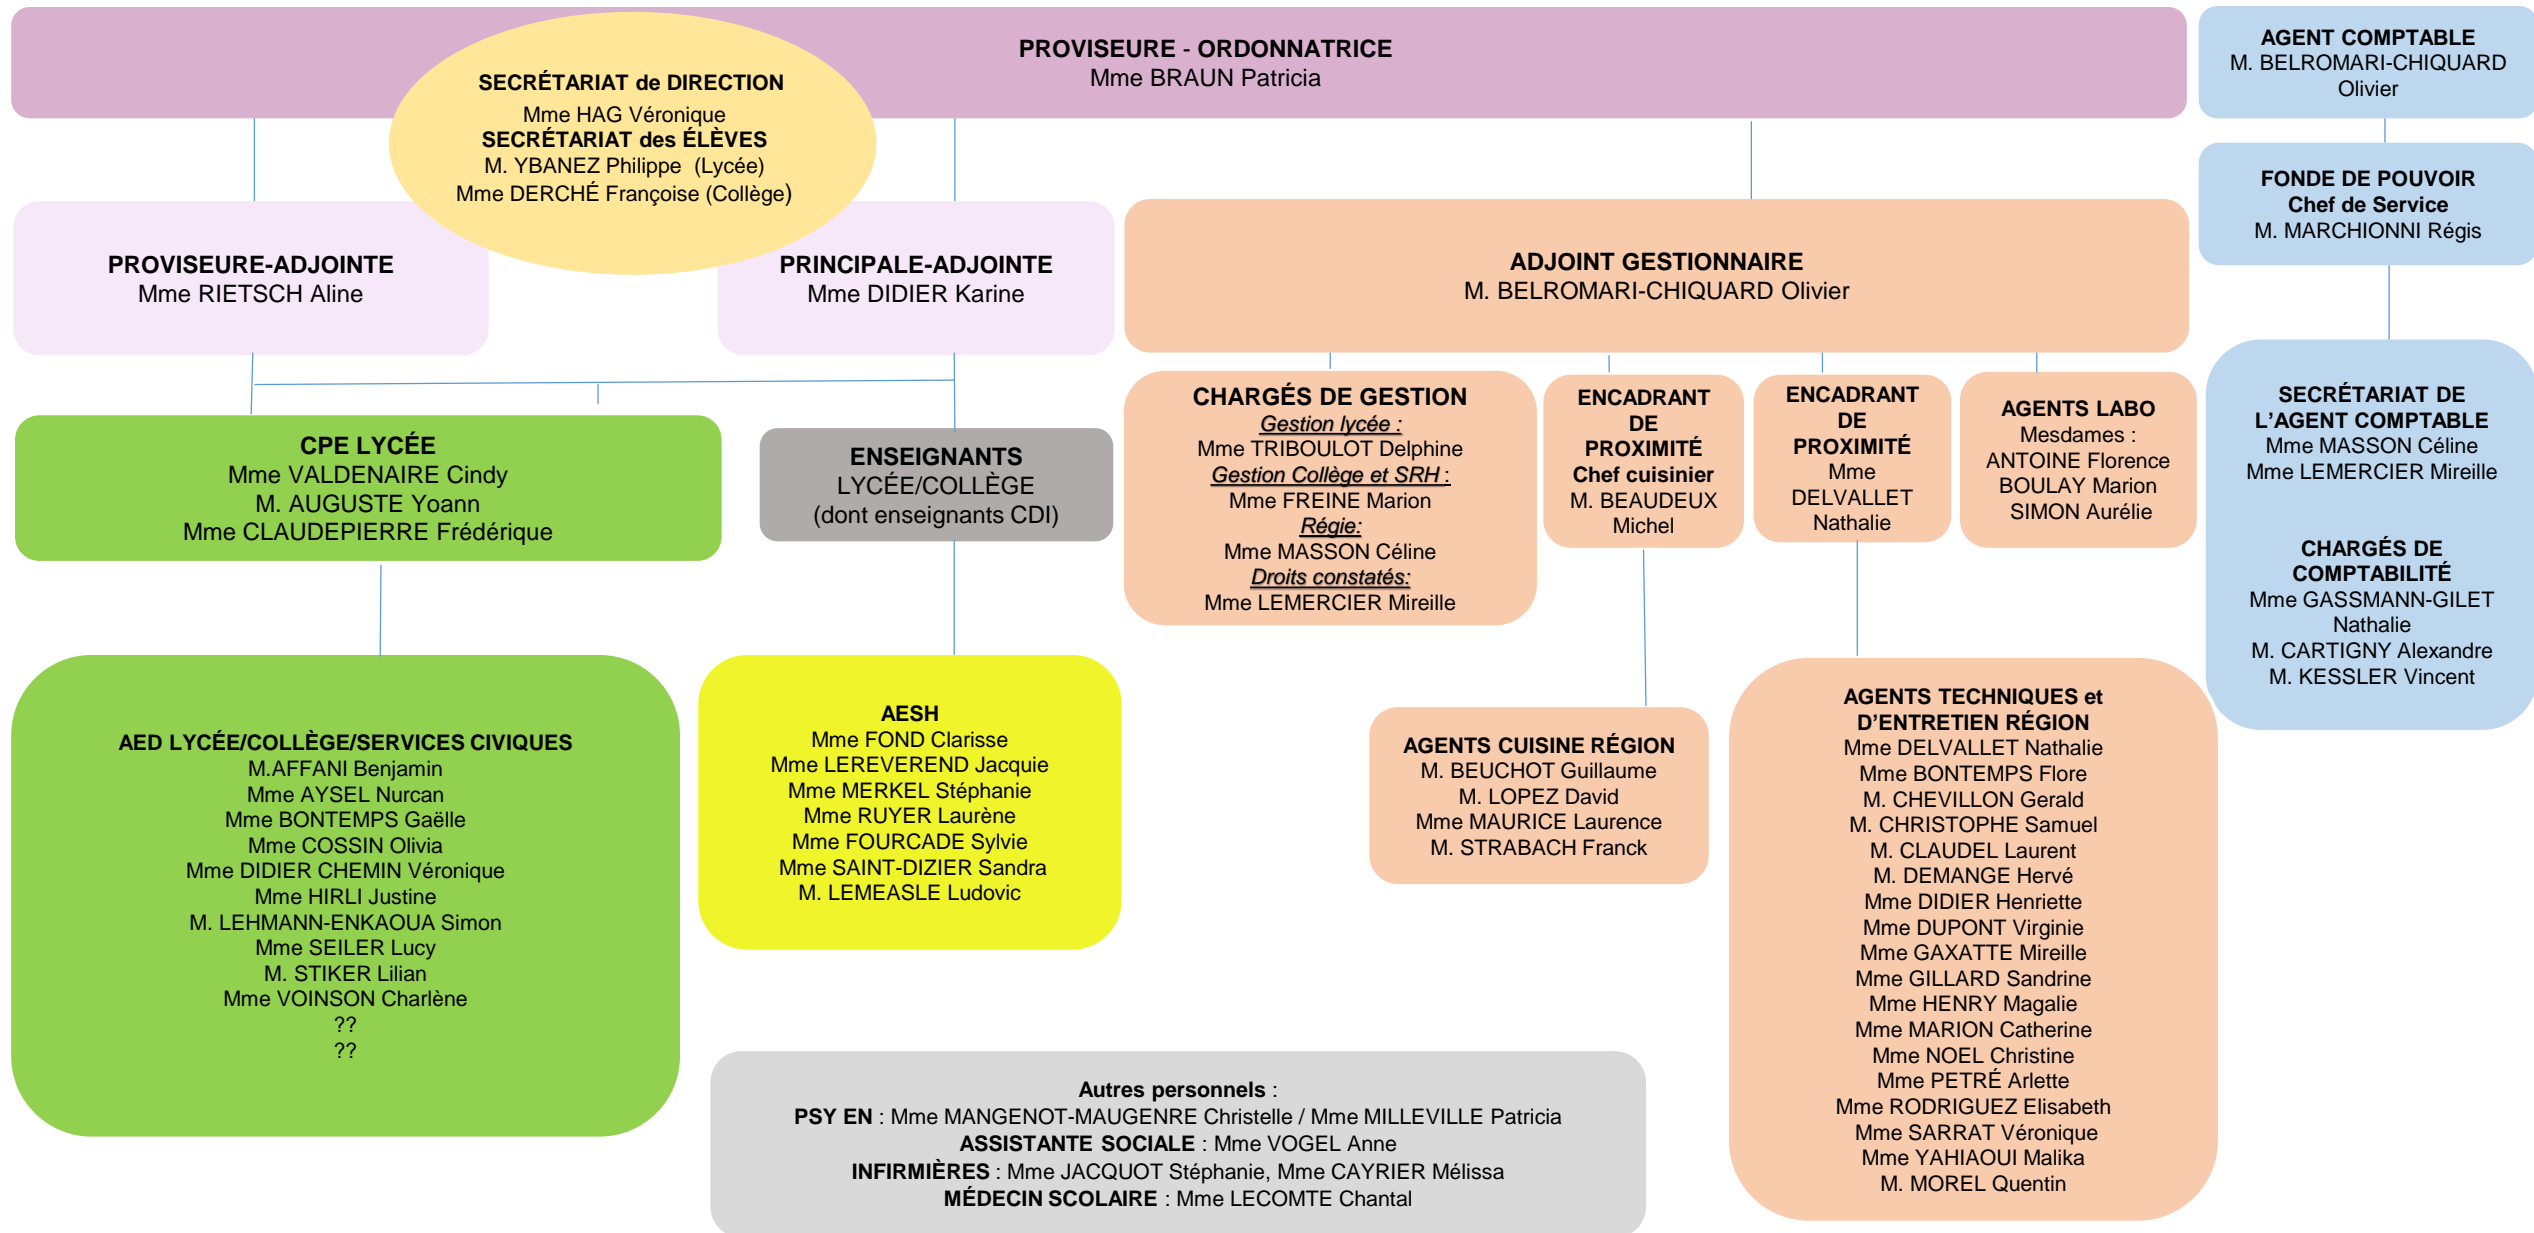 PROVISEURE - ORDONNATRICE
Mme BRAUN Patricia
SECRÉTARIAT de DIRECTION
Mme HAG Véronique
SECRÉTARIAT des ÉLÈVES
M. YBANEZ Philippe (Lycée)
Mme DERCHÉ Françoise (Collège)
AGENT COMPTABLE
M. BELROMARI-CHIQUARD
Olivier
FONDE DE POUVOIR
Chef de Service
M. MARCHIONNI Régis
PROVISEURE-ADJOINTE
Mme RIETSCH Aline
PRINCIPALE-ADJOINTE
Mme DIDIER Karine
ADJOINT GESTIONNAIRE
M. BELROMARI-CHIQUARD Olivier
CPE LYCÉE
Mme VALDENAIRE Cindy
M. AUGUSTE Yoann
Mme CLAUDEPIERRE Frédérique
ENSEIGNANTS
LYCÉE/COLLÈGE
(dont enseignants CDI)
CHARGÉS DE GESTION
Gestion lycée :
Mme TRIBOULOT Delphine
Gestion Collège et SRH :
Mme FREINE Marion
Régie:
Mme MASSON Céline
Droits constatés:
Mme LEMERCIER Mireille
ENCADRANT
DE
PROXIMITÉ
Chef cuisinier
M. BEAUDEUX
Michel
ENCADRANT
DE
PROXIMITÉ
Mme
DELVALLET
Nathalie
AGENTS LABO
Mesdames :
ANTOINE Florence
BOULAY Marion
SIMON Aurélie
SECRÉTARIAT DE
L’AGENT COMPTABLE
Mme MASSON Céline
Mme LEMERCIER Mireille
CHARGÉS DE
COMPTABILITÉ
Mme GASSMANN-GILET
Nathalie
M. CARTIGNY Alexandre
M. KESSLER Vincent
AED LYCÉE/COLLÈGE/SERVICES CIVIQUES
M.AFFANI Benjamin
Mme AYSEL Nurcan
Mme BONTEMPS Gaëlle
Mme COSSIN Olivia
Mme DIDIER CHEMIN Véronique
Mme HIRLI Justine
M. LEHMANN-ENKAOUA Simon
Mme SEILER Lucy
M. STIKER Lilian
Mme VOINSON Charlène
??
??
AESH
Mme FOND Clarisse
Mme LEREVEREND Jacquie
Mme MERKEL Stéphanie
Mme RUYER Laurène
Mme FOURCADE Sylvie
Mme SAINT-DIZIER Sandra
M. LEMEASLE Ludovic
AGENTS CUISINE RÉGION
M. BEUCHOT Guillaume
M. LOPEZ David
Mme MAURICE Laurence
M. STRABACH Franck
AGENTS TECHNIQUES et
D’ENTRETIEN RÉGION
Mme DELVALLET Nathalie
Mme BONTEMPS Flore
M. CHEVILLON Gerald
M. CHRISTOPHE Samuel
M. CLAUDEL Laurent
M. DEMANGE Hervé
Mme DIDIER Henriette
Mme DUPONT Virginie
Mme GAXATTE Mireille
Mme GILLARD Sandrine
Mme HENRY Magalie
Mme MARION Catherine
Mme NOEL Christine
Mme PETRÉ Arlette
Mme RODRIGUEZ Elisabeth
Mme SARRAT Véronique
Mme YAHIAOUI Malika
M. MOREL Quentin
Autres personnels :
PSY EN : Mme MANGENOT-MAUGENRE Christelle / Mme MILLEVILLE Patricia
ASSISTANTE SOCIALE : Mme VOGEL Anne
INFIRMIÈRES : Mme JACQUOT Stéphanie, Mme CAYRIER Mélissa
MÉDECIN SCOLAIRE : Mme LECOMTE Chantal